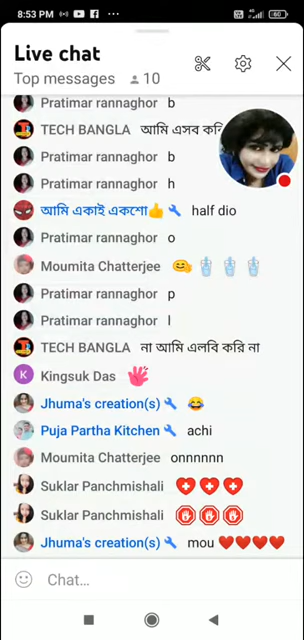 8:53 PM
60
Live chat
Top messages 10
Pratimar rannaghor b
TECH BANGLA আমি এসব করি
Pratimar rannaghor b
Pratimar rannaghor h
আমি একাই একশো👍 half dio
Pratimar rannaghor o
Moumita Chatterjee
Pratimar rannaghor p
Pratimar rannaghor l
TECH BANGLA না আমি এলবি করি না
K Kingsuk Das
Jhuma's creation(s) 😂
Puja Partha Kitchen achi
Moumita Chatterjee onnnnnn
Suklar Panchmishali
Suklar Panchmishali
Jhuma's creation(s) mou ❤❤❤❤
Chat...